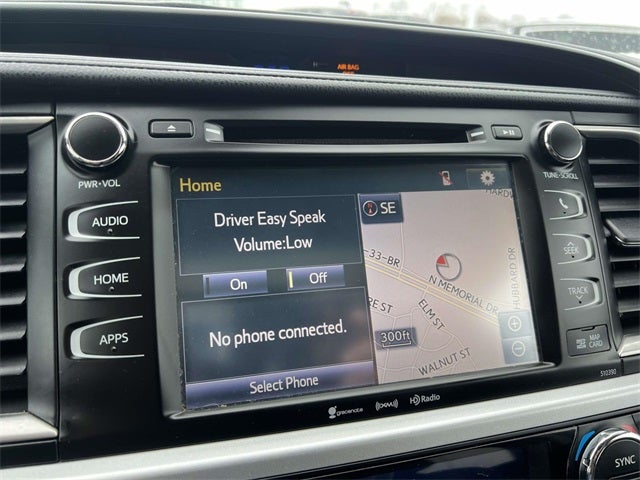 AIR BAG
OFF
PWR•VOL
TUNE•SCROLL
AUDIO
HOME
APPS
SEEK
TRACK
MAP
CARD
510390
Home
Driver Easy Speak
Volume:Low
On
Off
No phone connected.
Select Phone
SE
33-BR
N MEMORIAL DR
HUBBARD DR
ELM ST
RE ST
WALNUT ST
300ft
gracenote
HD Radio
SYNC